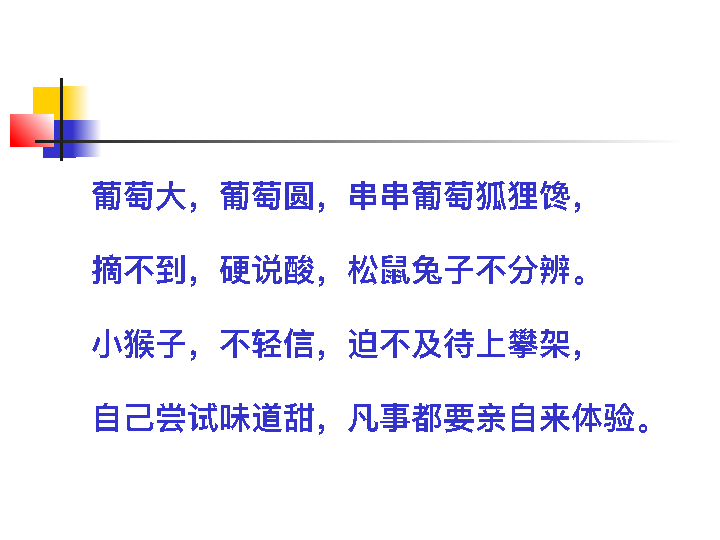 葡萄大，葡萄圆，串串葡萄狐狸馋，
摘不到，硬说酸，松鼠兔子不分辨。
小猴子，不轻信，迫不及待上攀架，
自己尝试味道甜，凡事都要亲自来体验。